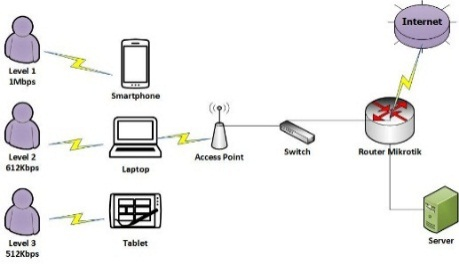 Internet
Level 1
1Mbps
Smartphone
Level 2
612Kbps
Laptop
Access Point
Switch
Router Mikrotik
Level 3
512Kbps
Tablet
Server